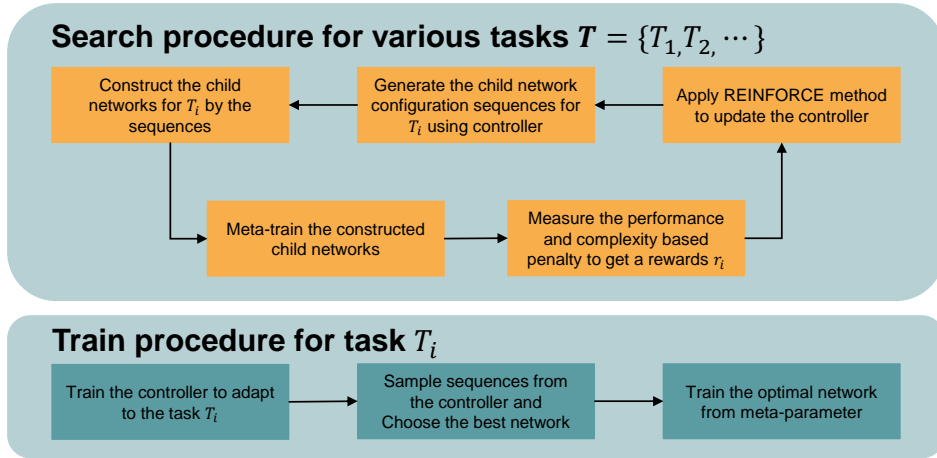 Search procedure for various tasks T = {T1, T2, ⋯}
Construct the child
networks for Ti by the
sequences
Generate the child network
configuration sequences for
Ti using controller
Apply REINFORCE method
to update the controller
Meta-train the constructed
child networks
Measure the performance
and complexity based
penalty to get a rewards ri
Train procedure for task Ti
Train the controller to adapt
to the task Ti
Sample sequences from
the controller and
Choose the best network
Train the optimal network
from meta-parameter